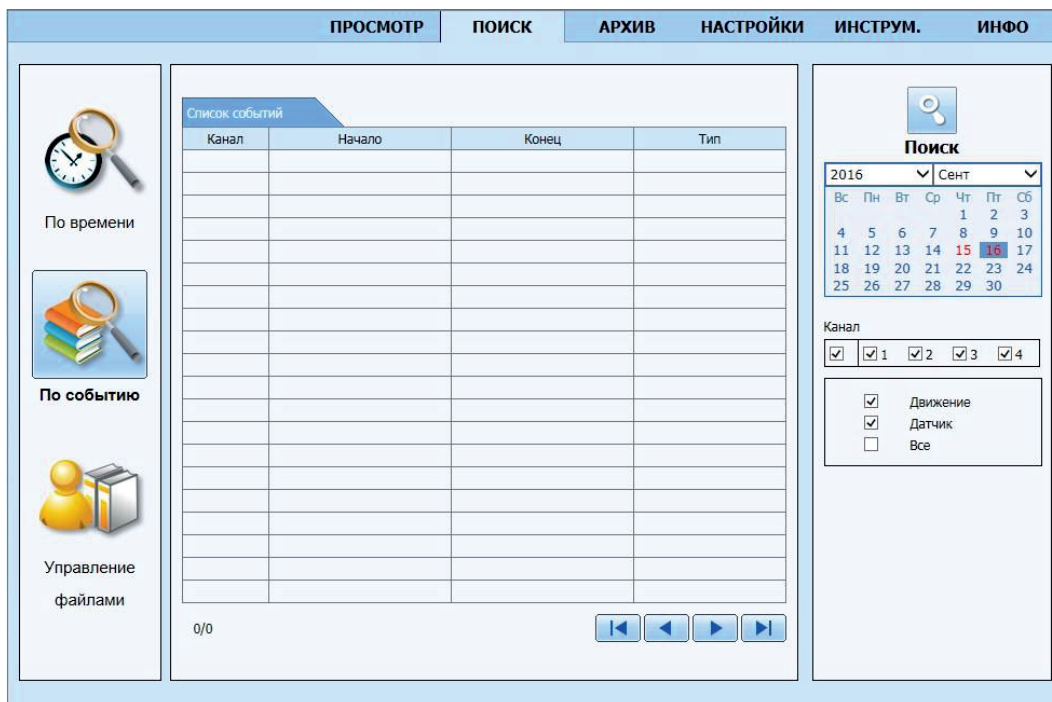 ПРОСМОТР ПОИСК АРХИВ НАСТРОЙКИ ИНСТРУМ. ИНФО
По времени
По событию
Управление
файлами
Список событий
Канал Начало Конец Тип
0/0
Поиск
2016 Сент
Вс Пн Вт Ср Чт Пт Сб
1 2 3
4 5 6 7 8 9 10
11 12 13 14 15 16 17
18 19 20 21 22 23 24
25 26 27 28 29 30
Канал
1 2 3 4
Движение
Датчик
Все